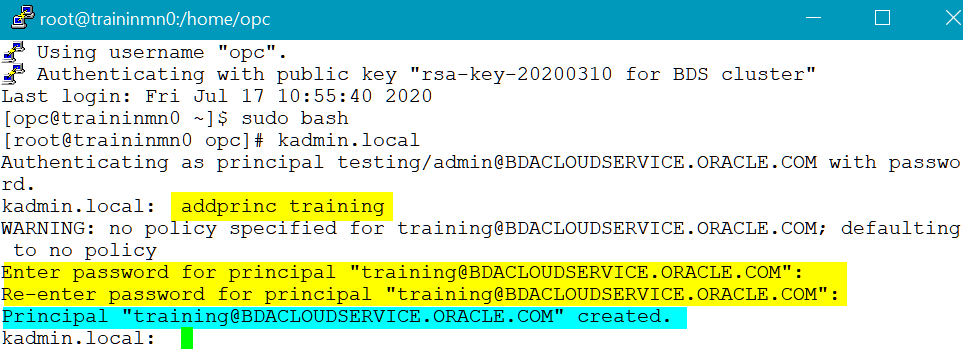 root@traininmn0:/home/opc
Using username "opc".
Authenticating with public key "rsa-key-20200310 for BDS cluster"
Last login: Fri Jul 17 10:55:40 2020
[opc@traininmn0 ~]$ sudo bash
[root@traininmn0 opc]# kadmin.local
Authenticating as principal testing/admin@BDACLOUDSERVICE.ORACLE.COM with passwo
rd.
kadmin.local:  addprinc training
WARNING: no policy specified for training@BDACLOUDSERVICE.ORACLE.COM; defaulting
 to no policy
Enter password for principal "training@BDACLOUDSERVICE.ORACLE.COM":
Re-enter password for principal "training@BDACLOUDSERVICE.ORACLE.COM":
Principal "training@BDACLOUDSERVICE.ORACLE.COM" created.
kadmin.local: